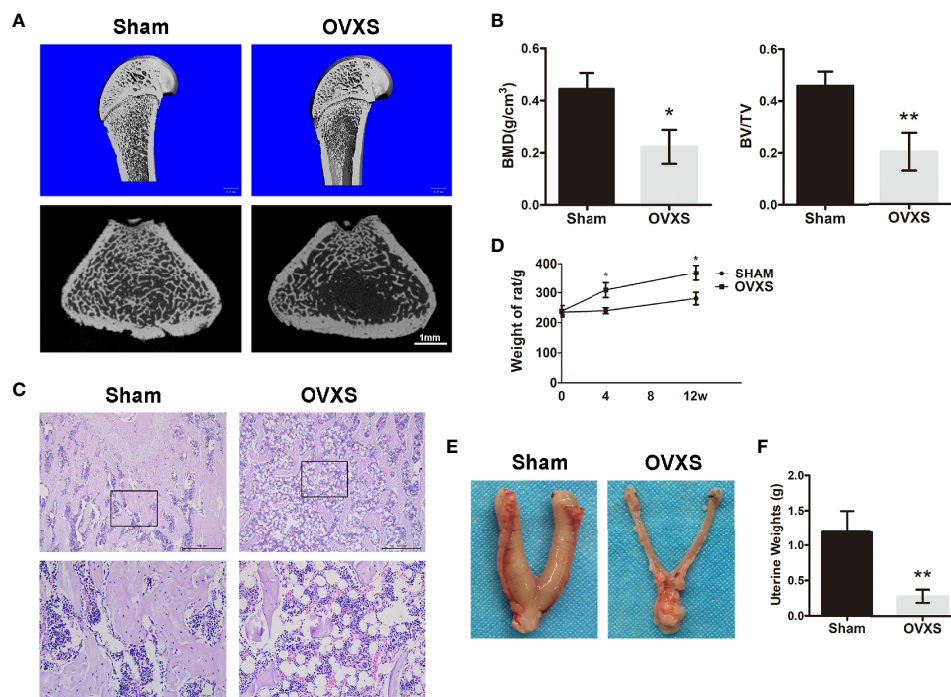 A
Sham
OVXS
1mm
B
BMD(g/cm³)
0.6
0.4
0.2
0.0
*
Sham
OVXS
BV/TV
0.6
0.4
0.2
0.0
**
Sham
OVXS
D
Weight of rat/g
400
300
250
200
100
0
*
*
0
4
8
12w
SHAM
OVXS
C
Sham
OVXS
E
Sham
OVXS
F
Uterine Weights (g)
2.0
1.5
1.0
0.5
0.0
**
Sham
OVXS